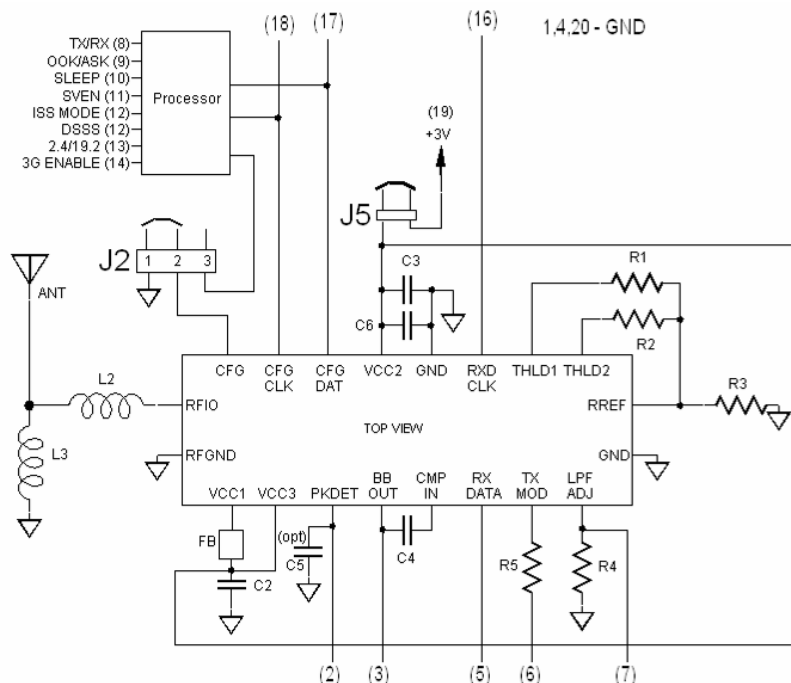 (18)
(17)
(16)
1,4,20 - GND
TX/RX (8)
OOK/ASK (9)
SLEEP (10)
SVEN (11)
ISS MODE (12)
DSSS (12)
2.4/19.2 (13)
3G ENABLE (14)
Processor
(19)
+3V
J5
J2
1
2
3
ANT
C3
C6
R1
R2
R3
L2
L3
CFG
CFG CLK
CFG DAT
VCC2
GND
RXD CLK
THLD1
THLD2
RFIO
RREF
TOP VIEW
RFGND
GND
VCC1
VCC3
PKDET
BB OUT
CMP IN
RX DATA
TX MOD
LPF ADJ
FB
(opt)
C5
C2
C4
R5
R4
(2)
(3)
(5)
(6)
(7)